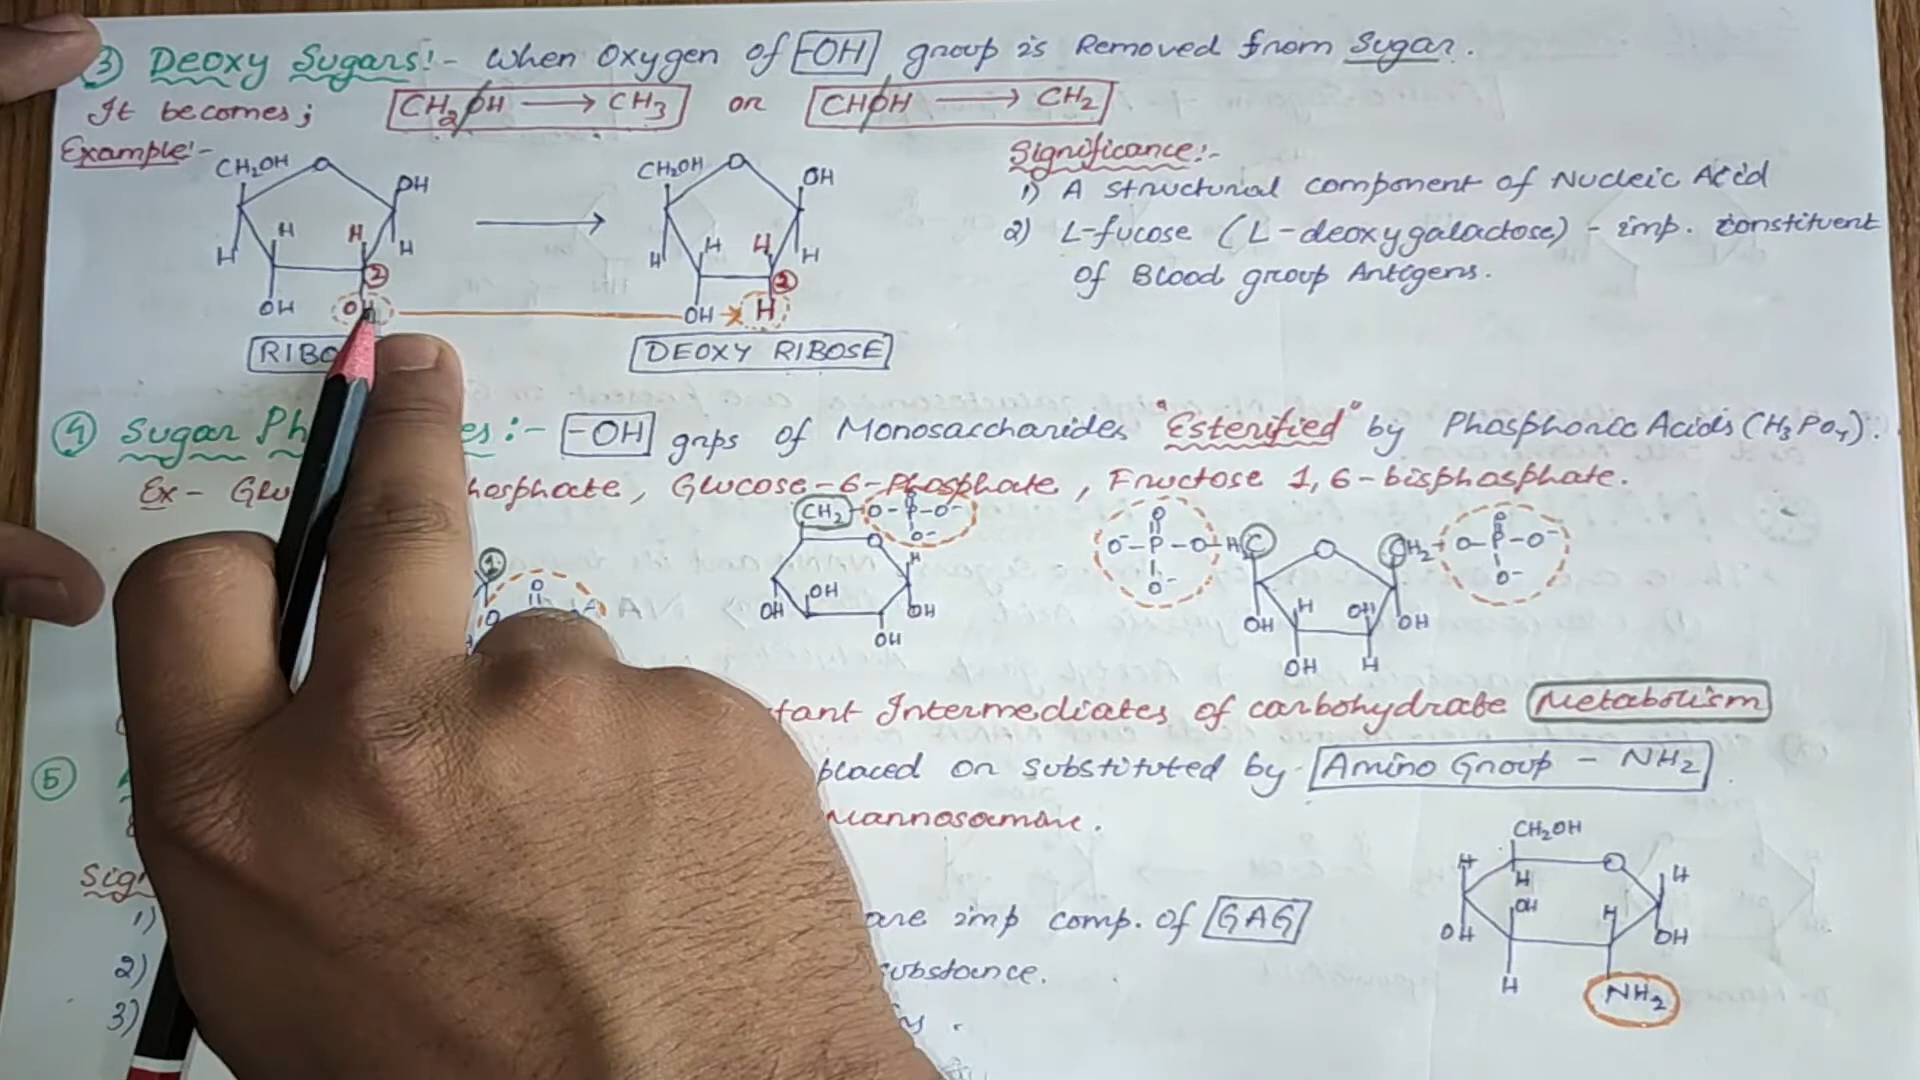 3) Deoxy Sugars:- When Oxygen of -OH group is Removed from Sugar.
It becomes; CH2OH → CH3 or CHOH → CH2
Example:-
CH2OH O OH H H H H OH OH 2
CH2OH O OH H H H H OH H 2
RIBO
DEOXY RIBOSE
Significance:-
1) A structural component of Nucleic Acid
2) L-fucose (L-deoxygalactose) - imp. constituent
of Blood group Antigens.
4) Sugar Ph es:- -OH grps of Monosaccharides "Esterified" by Phosphoric Acids (H3PO4).
Ex- Glu hosphate, Glucose-6-Phosphate, Fructose 1,6-bisphosphate.
1 O O
CH2 O-P-O- O- O H OH OH OH OH
O O-P-O-H2C O- O CH2-O-P-O- O O- OH H OH OH OH H
tant Intermediates of carbohydrate Metabolism
5) placed or substituted by Amino Group - NH2
Mannosamine.
Sig
1) are imp comp. of GAG
2) substance.
3)
CH2OH
H O H
H OH H
OH OH
H NH2